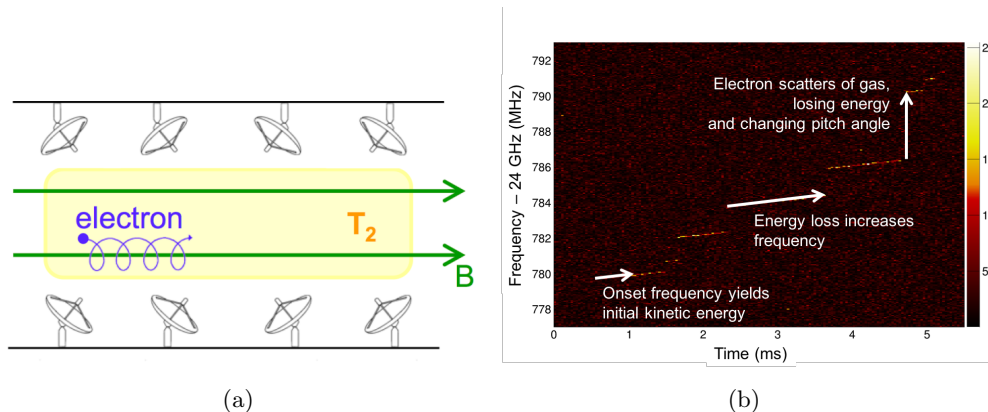 electron
T2
B
(a)
Frequency – 24 GHz (MHz)
792
790
788
786
784
782
780
778
0
1
2
3
4
5
Time (ms)
Electron scatters of gas,
losing energy
and changing pitch angle
Energy loss increases
frequency
Onset frequency yields
initial kinetic energy
2
2
1
1
5
(b)